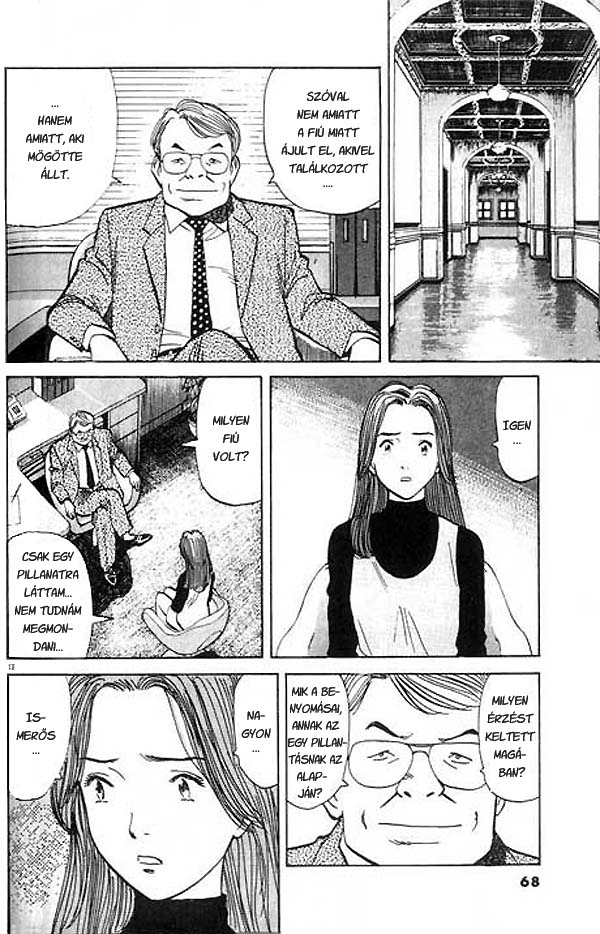 SZÓVAL
NEM AMIATT
A FIÚ MIATT
ÁJULT EL, AKIVEL
TALÁLKOZOTT
....
...
HANEM
AMIATT, AKI
MÖGÖTTE
ÁLLT.
IGEN
...
MILYEN
FIÚ
VOLT?
CSAK EGY
PILLANATRA
LÁTTAM...
NEM TUDNÁM
MEGMON-
DANI...
MILYEN
ÉRZÉST
KELTETT
MAGÁ-
BAN?
MIK A BE-
NYOMÁSAI,
ANNAK AZ
EGY PILLAN-
TÁSNAK AZ
ALAP-
JÁN?
NA-
GYON
...
IS-
MERŐS
...
68